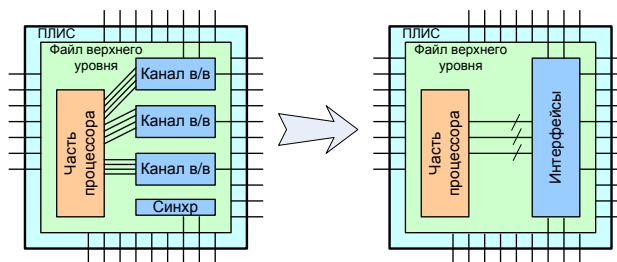 ПЛИС
Файл верхнего
уровня
Часть
процессора
Канал в/в
Канал в/в
Канал в/в
Синхр
ПЛИС
Файл верхнего
уровня
Часть
процессора
Интерфейсы